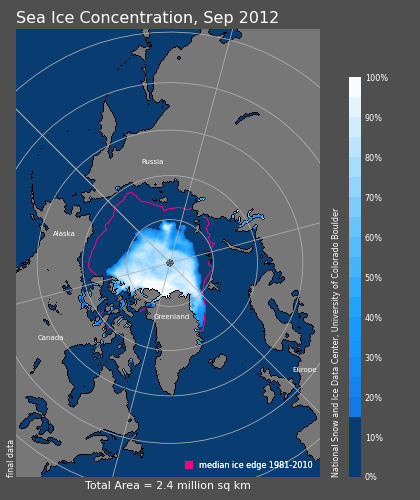 Sea Ice Concentration, Sep 2012
100%
90%
80%
70%
60%
50%
40%
30%
20%
10%
0%
National Snow and Ice Data Center, University of Colorado Boulder
Russia
Alaska
Greenland
Canada
Europe
final data
median ice edge 1981-2010
Total Area = 2.4 million sq km